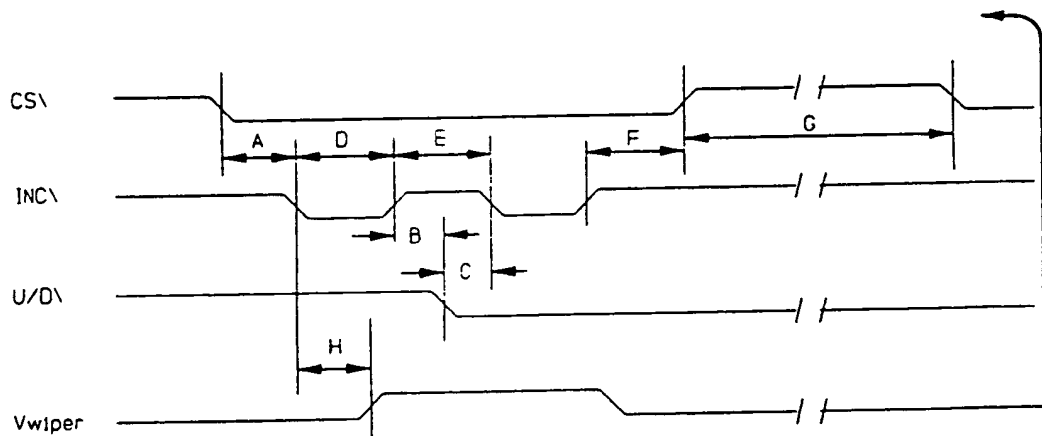 CS\
A D E F G
INC\
B
C
U/D\
H
Vwiper